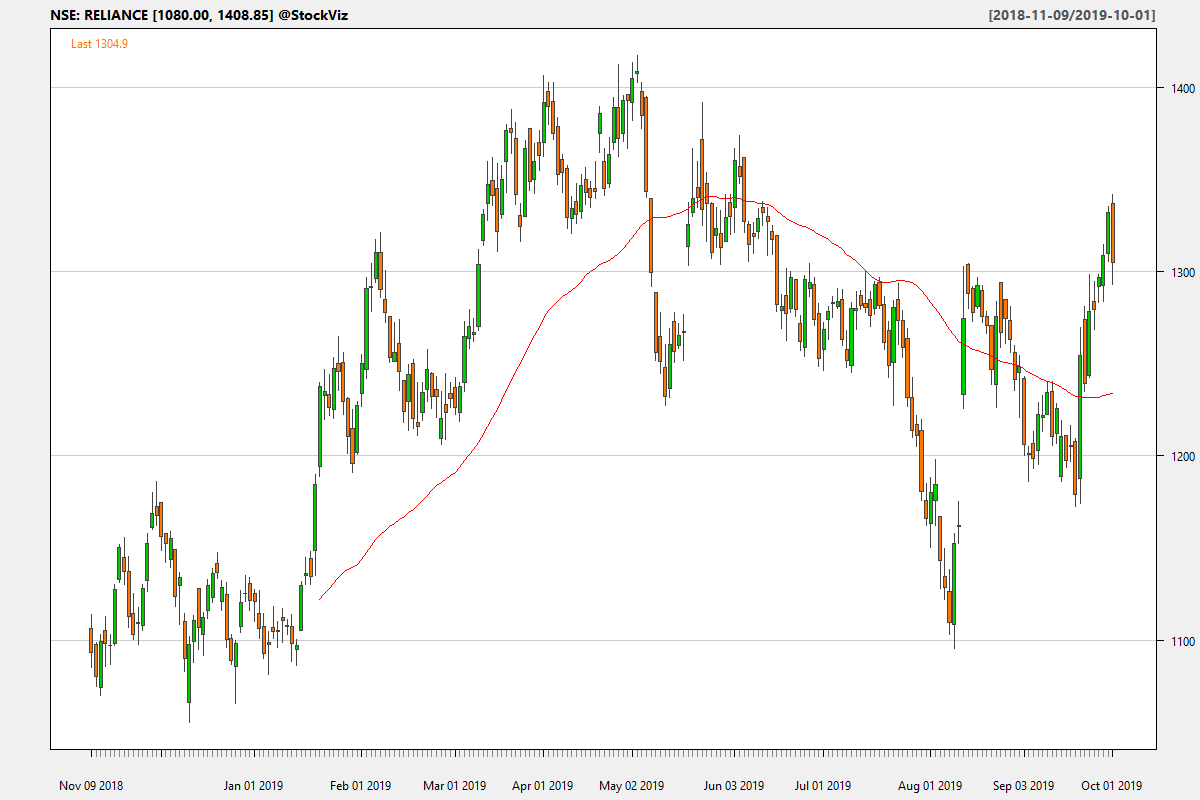 NSE: RELIANCE [1080.00, 1408.85] @StockViz [2018-11-09/2019-10-01]
Last 1304.9
1400
1300
1200
1100
Nov 09 2018 Jan 01 2019 Feb 01 2019 Mar 01 2019 Apr 01 2019 May 02 2019 Jun 03 2019 Jul 01 2019 Aug 01 2019 Sep 03 2019 Oct 01 2019